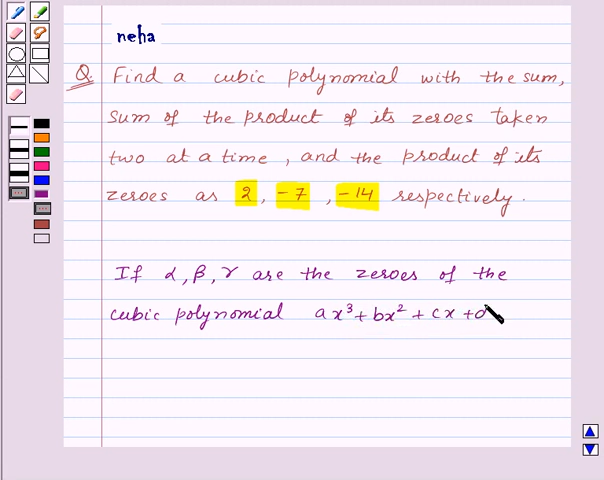 neha
Q. Find a cubic polynomial with the sum,
sum of the product of its zeroes taken
two at a time, and the product of its
zeroes as 2, -7, -14 respectively.
If α, β, γ are the zeroes of the
cubic polynomial ax³ + bx² + cx + d